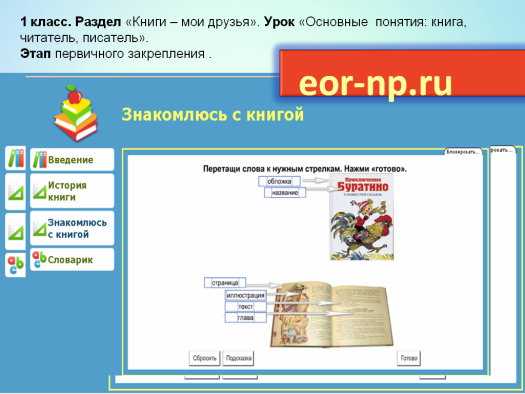 1 класс. Раздел «Книги – мои друзья». Урок «Основные понятия: книга,
читатель, писатель».
Этап первичного закрепления .
eor-np.ru
Знакомлюсь с книгой
Введение
История
книги
Знакомлюсь
с книгой
Словарик
Блокировать...
Перетащи слова к нужным стрелкам. Нажми «готово».
обложка
название
Приключения
Буратино
страница
иллюстрация
текст
глава
Сбросить
Подсказка
Готово